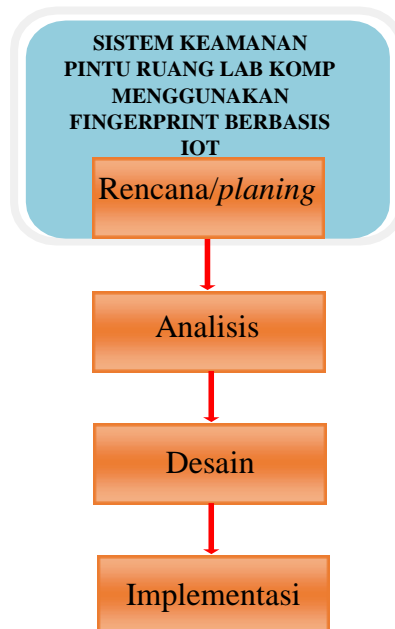 SISTEM KEAMANAN
PINTU RUANG LAB KOMP
MENGGUNAKAN
FINGERPRINT BERBASIS
IOT
Rencana/planing
Analisis
Desain
Implementasi